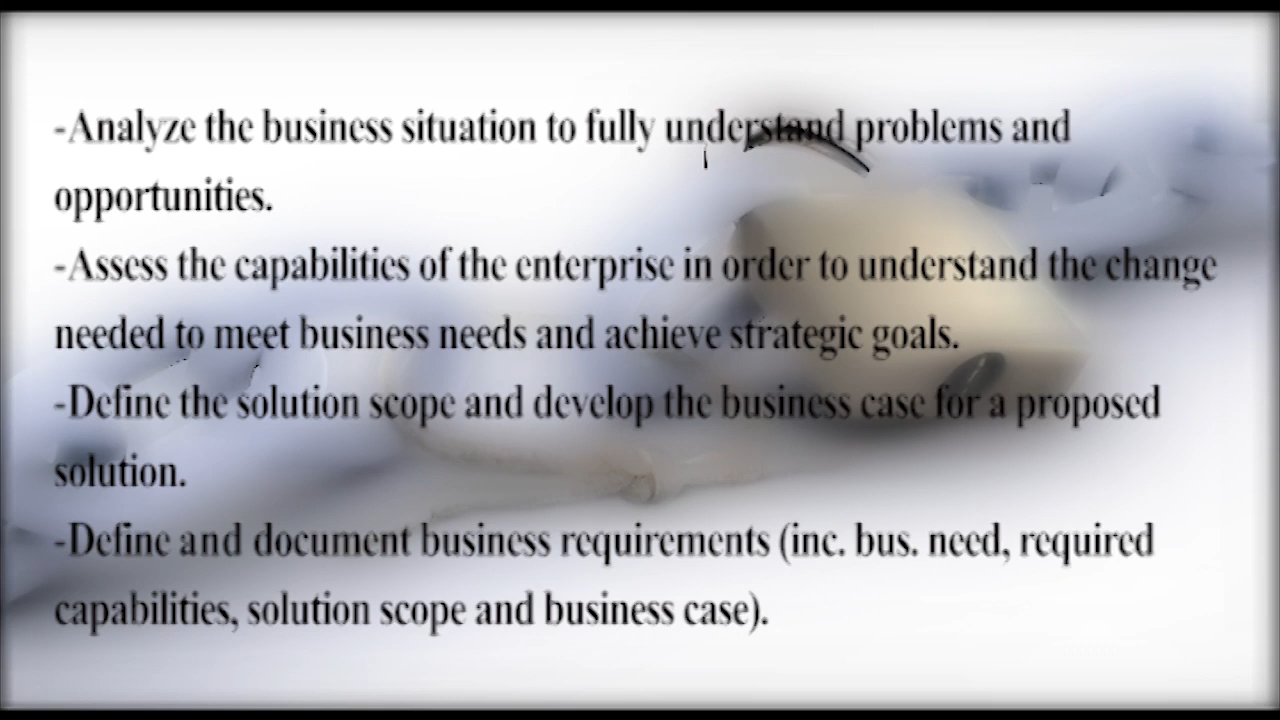 -Analyze the business situation to fully understand problems and
opportunities.
-Assess the capabilities of the enterprise in order to understand the change
needed to meet business needs and achieve strategic goals.
-Define the solution scope and develop the business case for a proposed
solution.
-Define and document business requirements (inc. bus. need, required
capabilities, solution scope and business case).